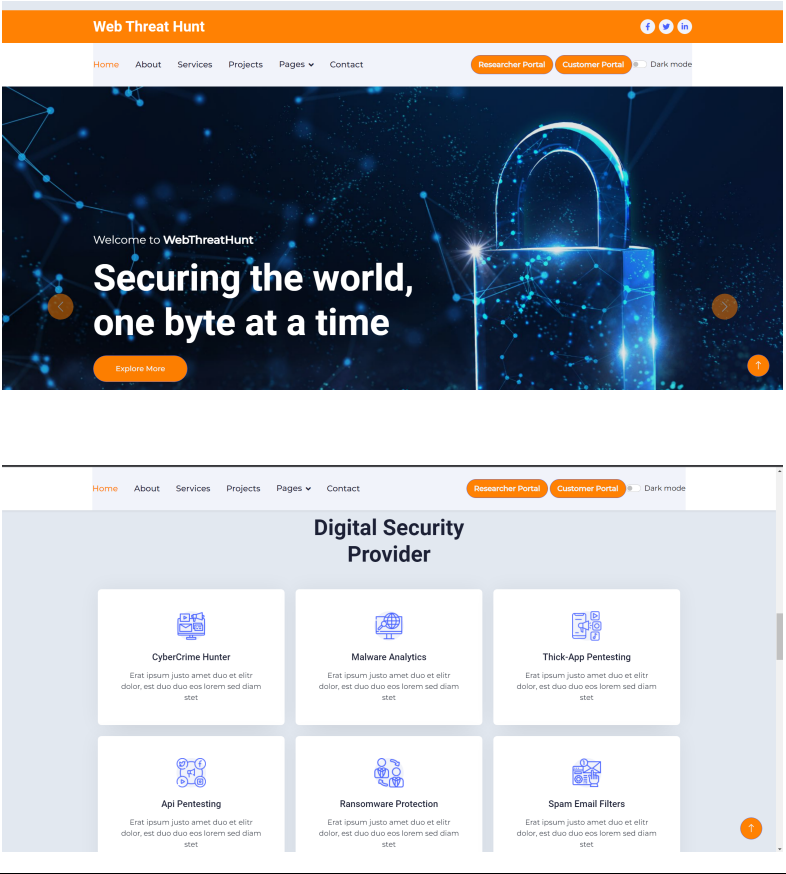 Web Threat Hunt
Home About Services Projects Pages Contact Researcher Portal Customer Portal Dark mode
Welcome to WebThreatHunt
Securing the world,
one byte at a time
Explore More
Home About Services Projects Pages Contact Researcher Portal Customer Portal Dark mode
Digital Security
Provider
CyberCrime Hunter
Erat ipsum justo amet duo et elitr
dolor, est duo duo eos lorem sed diam
stet
Malware Analytics
Erat ipsum justo amet duo et elitr
dolor, est duo duo eos lorem sed diam
stet
Thick-App Pentesting
Erat ipsum justo amet duo et elitr
dolor, est duo duo eos lorem sed diam
stet
Api Pentesting
Erat ipsum justo amet duo et elitr
dolor, est duo duo eos lorem sed diam
stet
Ransomware Protection
Erat ipsum justo amet duo et elitr
dolor, est duo duo eos lorem sed diam
stet
Spam Email Filters
Erat ipsum justo amet duo et elitr
dolor, est duo duo eos lorem sed diam
stet